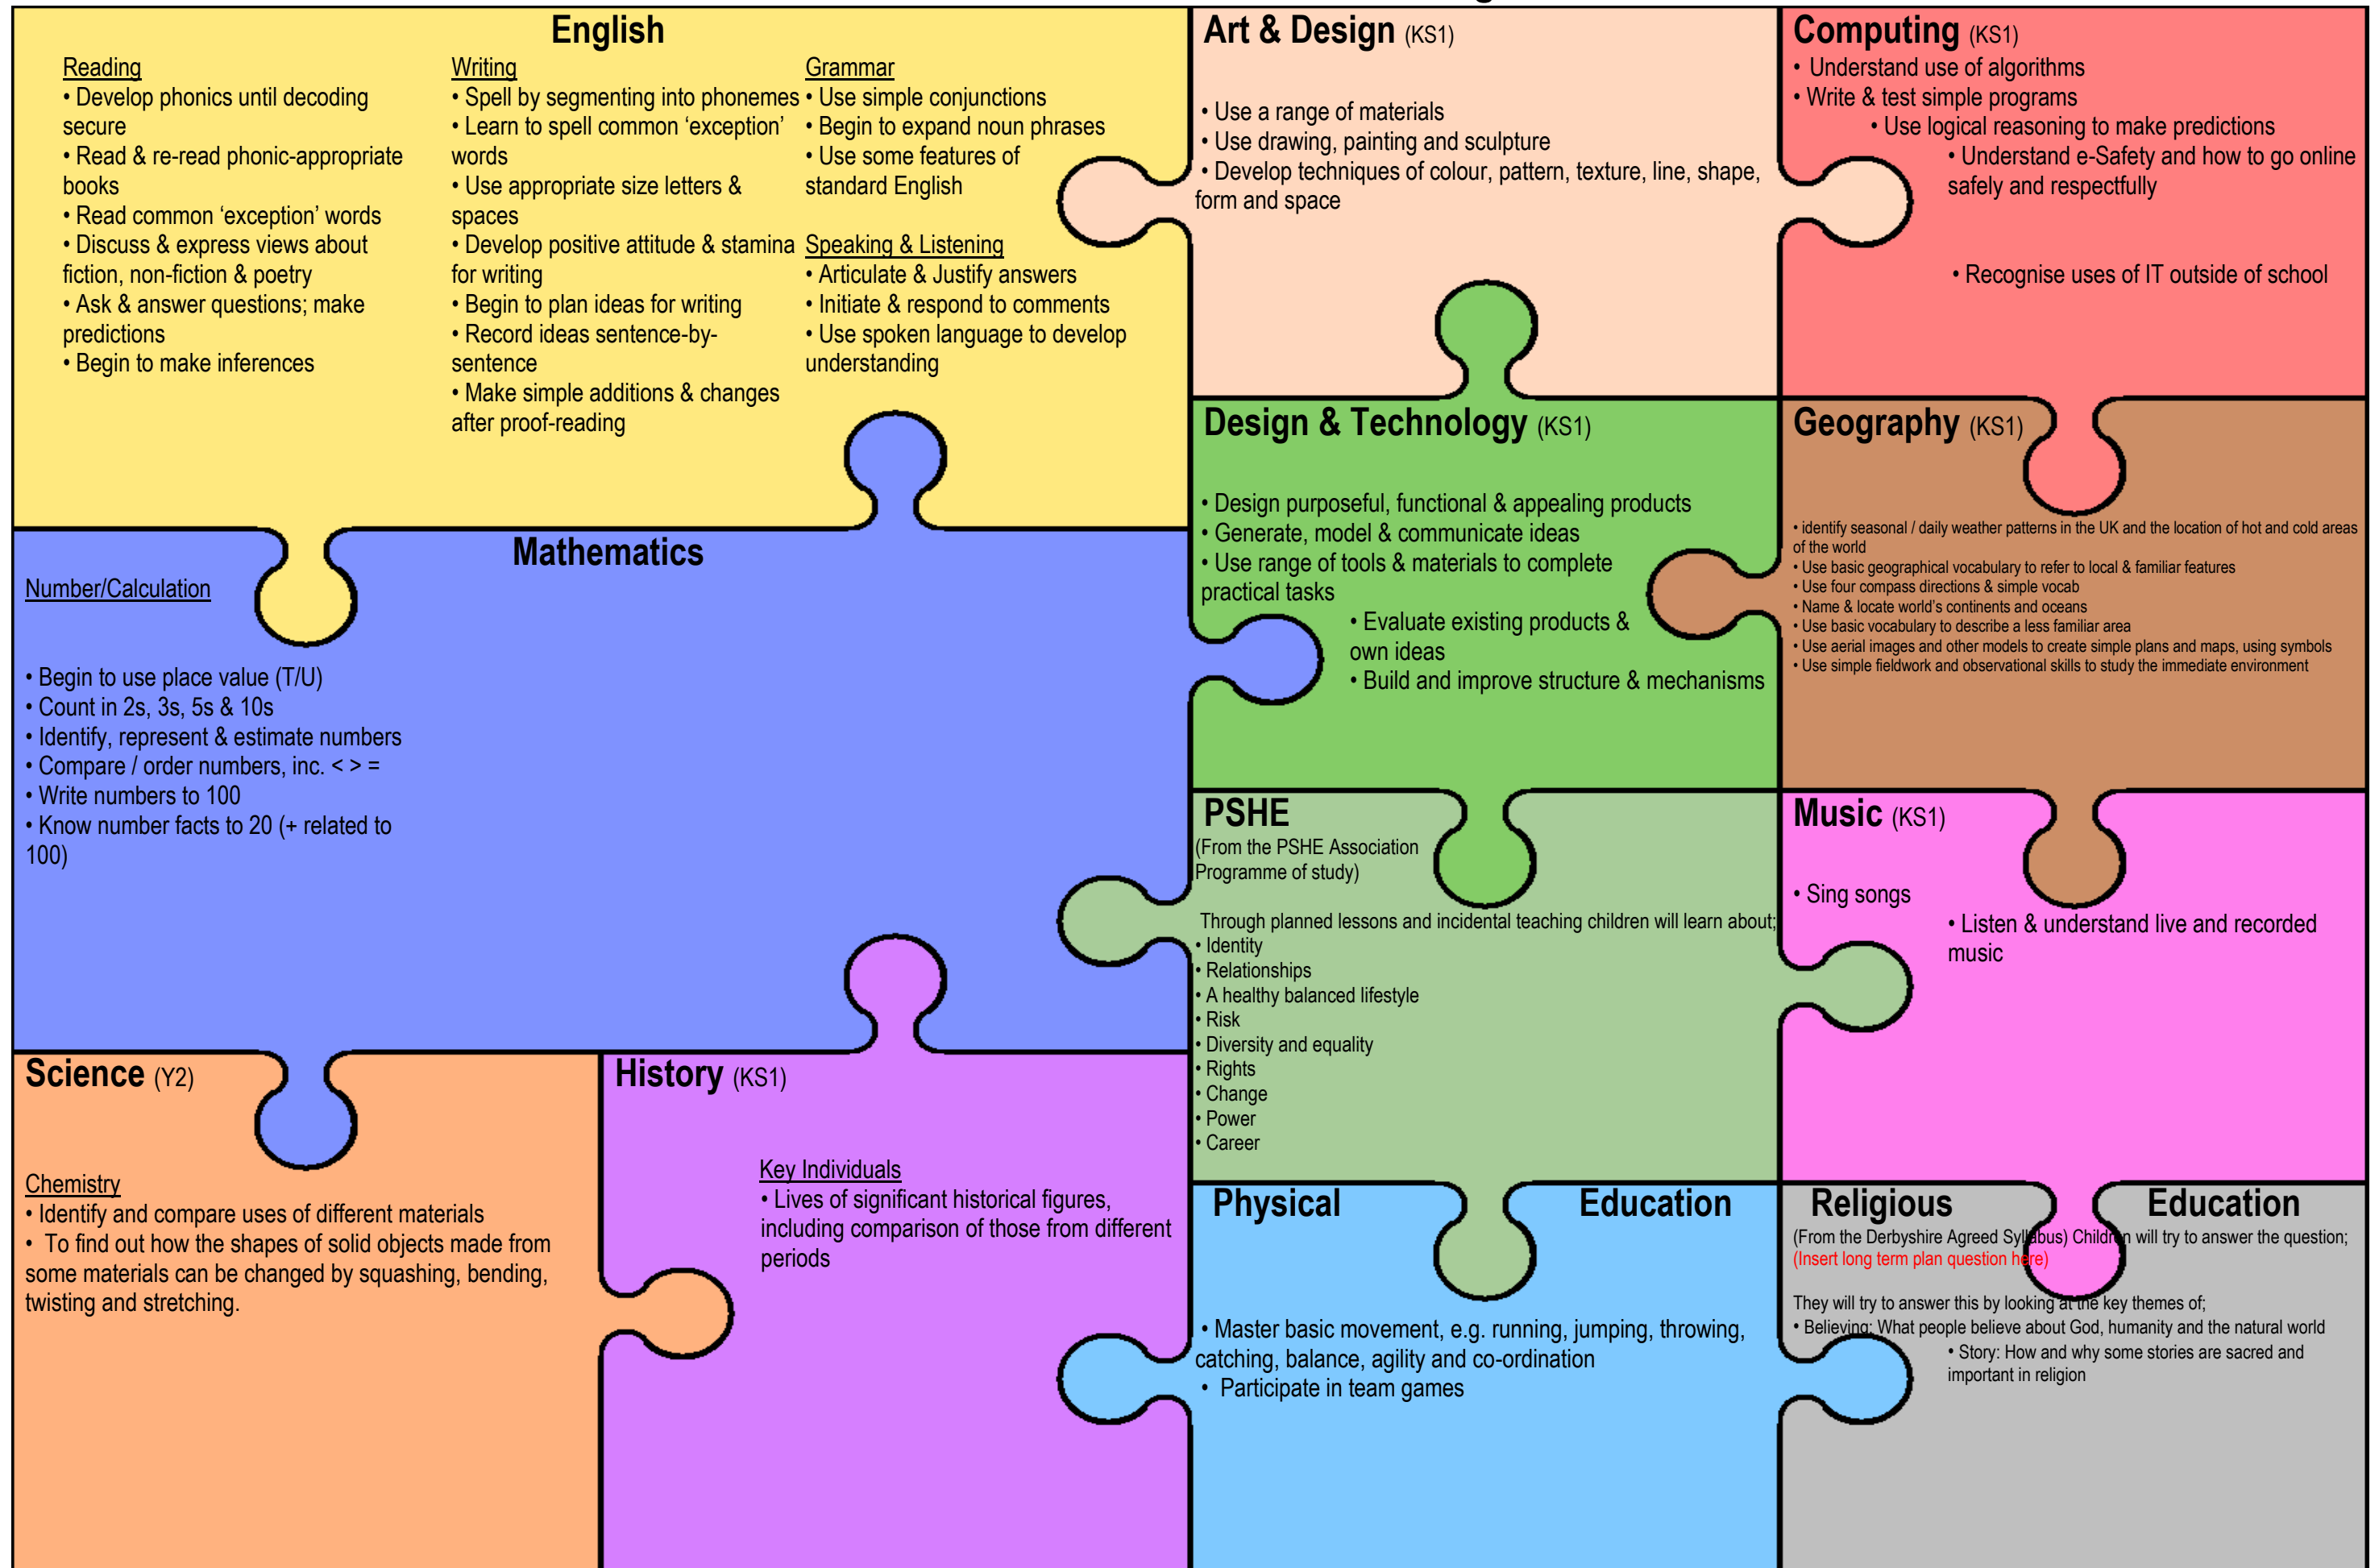 English
Reading
• Develop phonics until decoding
secure
• Read & re-read phonic-appropriate
books
• Read common ‘exception’ words
• Discuss & express views about
fiction, non-fiction & poetry
• Ask & answer questions; make
predictions
• Begin to make inferences
Writing
• Spell by segmenting into phonemes
• Learn to spell common ‘exception’
words
• Use appropriate size letters &
spaces
• Develop positive attitude & stamina
for writing
• Begin to plan ideas for writing
• Record ideas sentence-by-
sentence
• Make simple additions & changes
after proof-reading
Grammar
• Use simple conjunctions
• Begin to expand noun phrases
• Use some features of
standard English
Speaking & Listening
• Articulate & Justify answers
• Initiate & respond to comments
• Use spoken language to develop
understanding
Art & Design (KS1)
• Use a range of materials
• Use drawing, painting and sculpture
• Develop techniques of colour, pattern, texture, line, shape,
form and space
Computing (KS1)
• Understand use of algorithms
• Write & test simple programs
• Use logical reasoning to make predictions
• Understand e-Safety and how to go online
safely and respectfully
• Recognise uses of IT outside of school
Mathematics
Number/Calculation
• Begin to use place value (T/U)
• Count in 2s, 3s, 5s & 10s
• Identify, represent & estimate numbers
• Compare / order numbers, inc. < > =
• Write numbers to 100
• Know number facts to 20 (+ related to
100)
Design & Technology (KS1)
• Design purposeful, functional & appealing products
• Generate, model & communicate ideas
• Use range of tools & materials to complete
practical tasks
• Evaluate existing products &
own ideas
• Build and improve structure & mechanisms
Geography (KS1)
• identify seasonal / daily weather patterns in the UK and the location of hot and cold areas
of the world
• Use basic geographical vocabulary to refer to local & familiar features
• Use four compass directions & simple vocab
• Name & locate world’s continents and oceans
• Use basic vocabulary to describe a less familiar area
• Use aerial images and other models to create simple plans and maps, using symbols
• Use simple fieldwork and observational skills to study the immediate environment
PSHE
(From the PSHE Association
Programme of study)
Through planned lessons and incidental teaching children will learn about;
• Identity
• Relationships
• A healthy balanced lifestyle
• Risk
• Diversity and equality
• Rights
• Change
• Power
• Career
Music (KS1)
• Sing songs
• Listen & understand live and recorded
music
Science (Y2)
Chemistry
• Identify and compare uses of different materials
• To find out how the shapes of solid objects made from
some materials can be changed by squashing, bending,
twisting and stretching.
History (KS1)
Key Individuals
• Lives of significant historical figures,
including comparison of those from different
periods
Physical Education
• Master basic movement, e.g. running, jumping, throwing,
catching, balance, agility and co-ordination
• Participate in team games
Religious Education
(From the Derbyshire Agreed Syllabus) Children will try to answer the question;
(Insert long term plan question here)
They will try to answer this by looking at the key themes of;
• Believing: What people believe about God, humanity and the natural world
• Story: How and why some stories are sacred and
important in religion